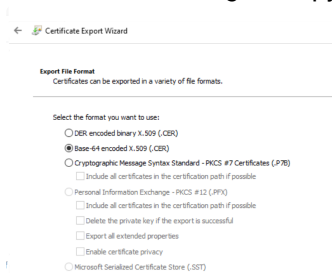 Certificate Export Wizard
Export File Format
Certificates can be exported in a variety of file formats.
Select the format you want to use:
DER encoded binary X.509 (.CER)
Base-64 encoded X.509 (.CER)
Cryptographic Message Syntax Standard - PKCS #7 Certificates (.P7B)
Include all certificates in the certification path if possible
Personal Information Exchange - PKCS #12 (.PFX)
Include all certificates in the certification path if possible
Delete the private key if the export is successful
Export all extended properties
Enable certificate privacy
Microsoft Serialized Certificate Store (.SST)